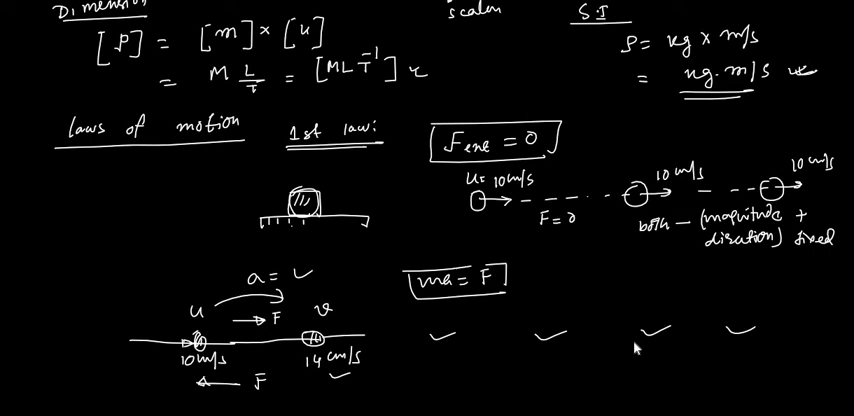 Dimension
[P] = [m] × [u]
= M L/T = [MLT⁻¹]
scalar
SI
P = kg × m/s
= kg.m/s
laws of motion
1st law:
Fext = 0
u = 10 m/s
10 m/s
10 m/s
F = 0
both – (magnitude +
direction) fixed
a =
ma = F
u
F
v
10 m/s
14 m/s
F